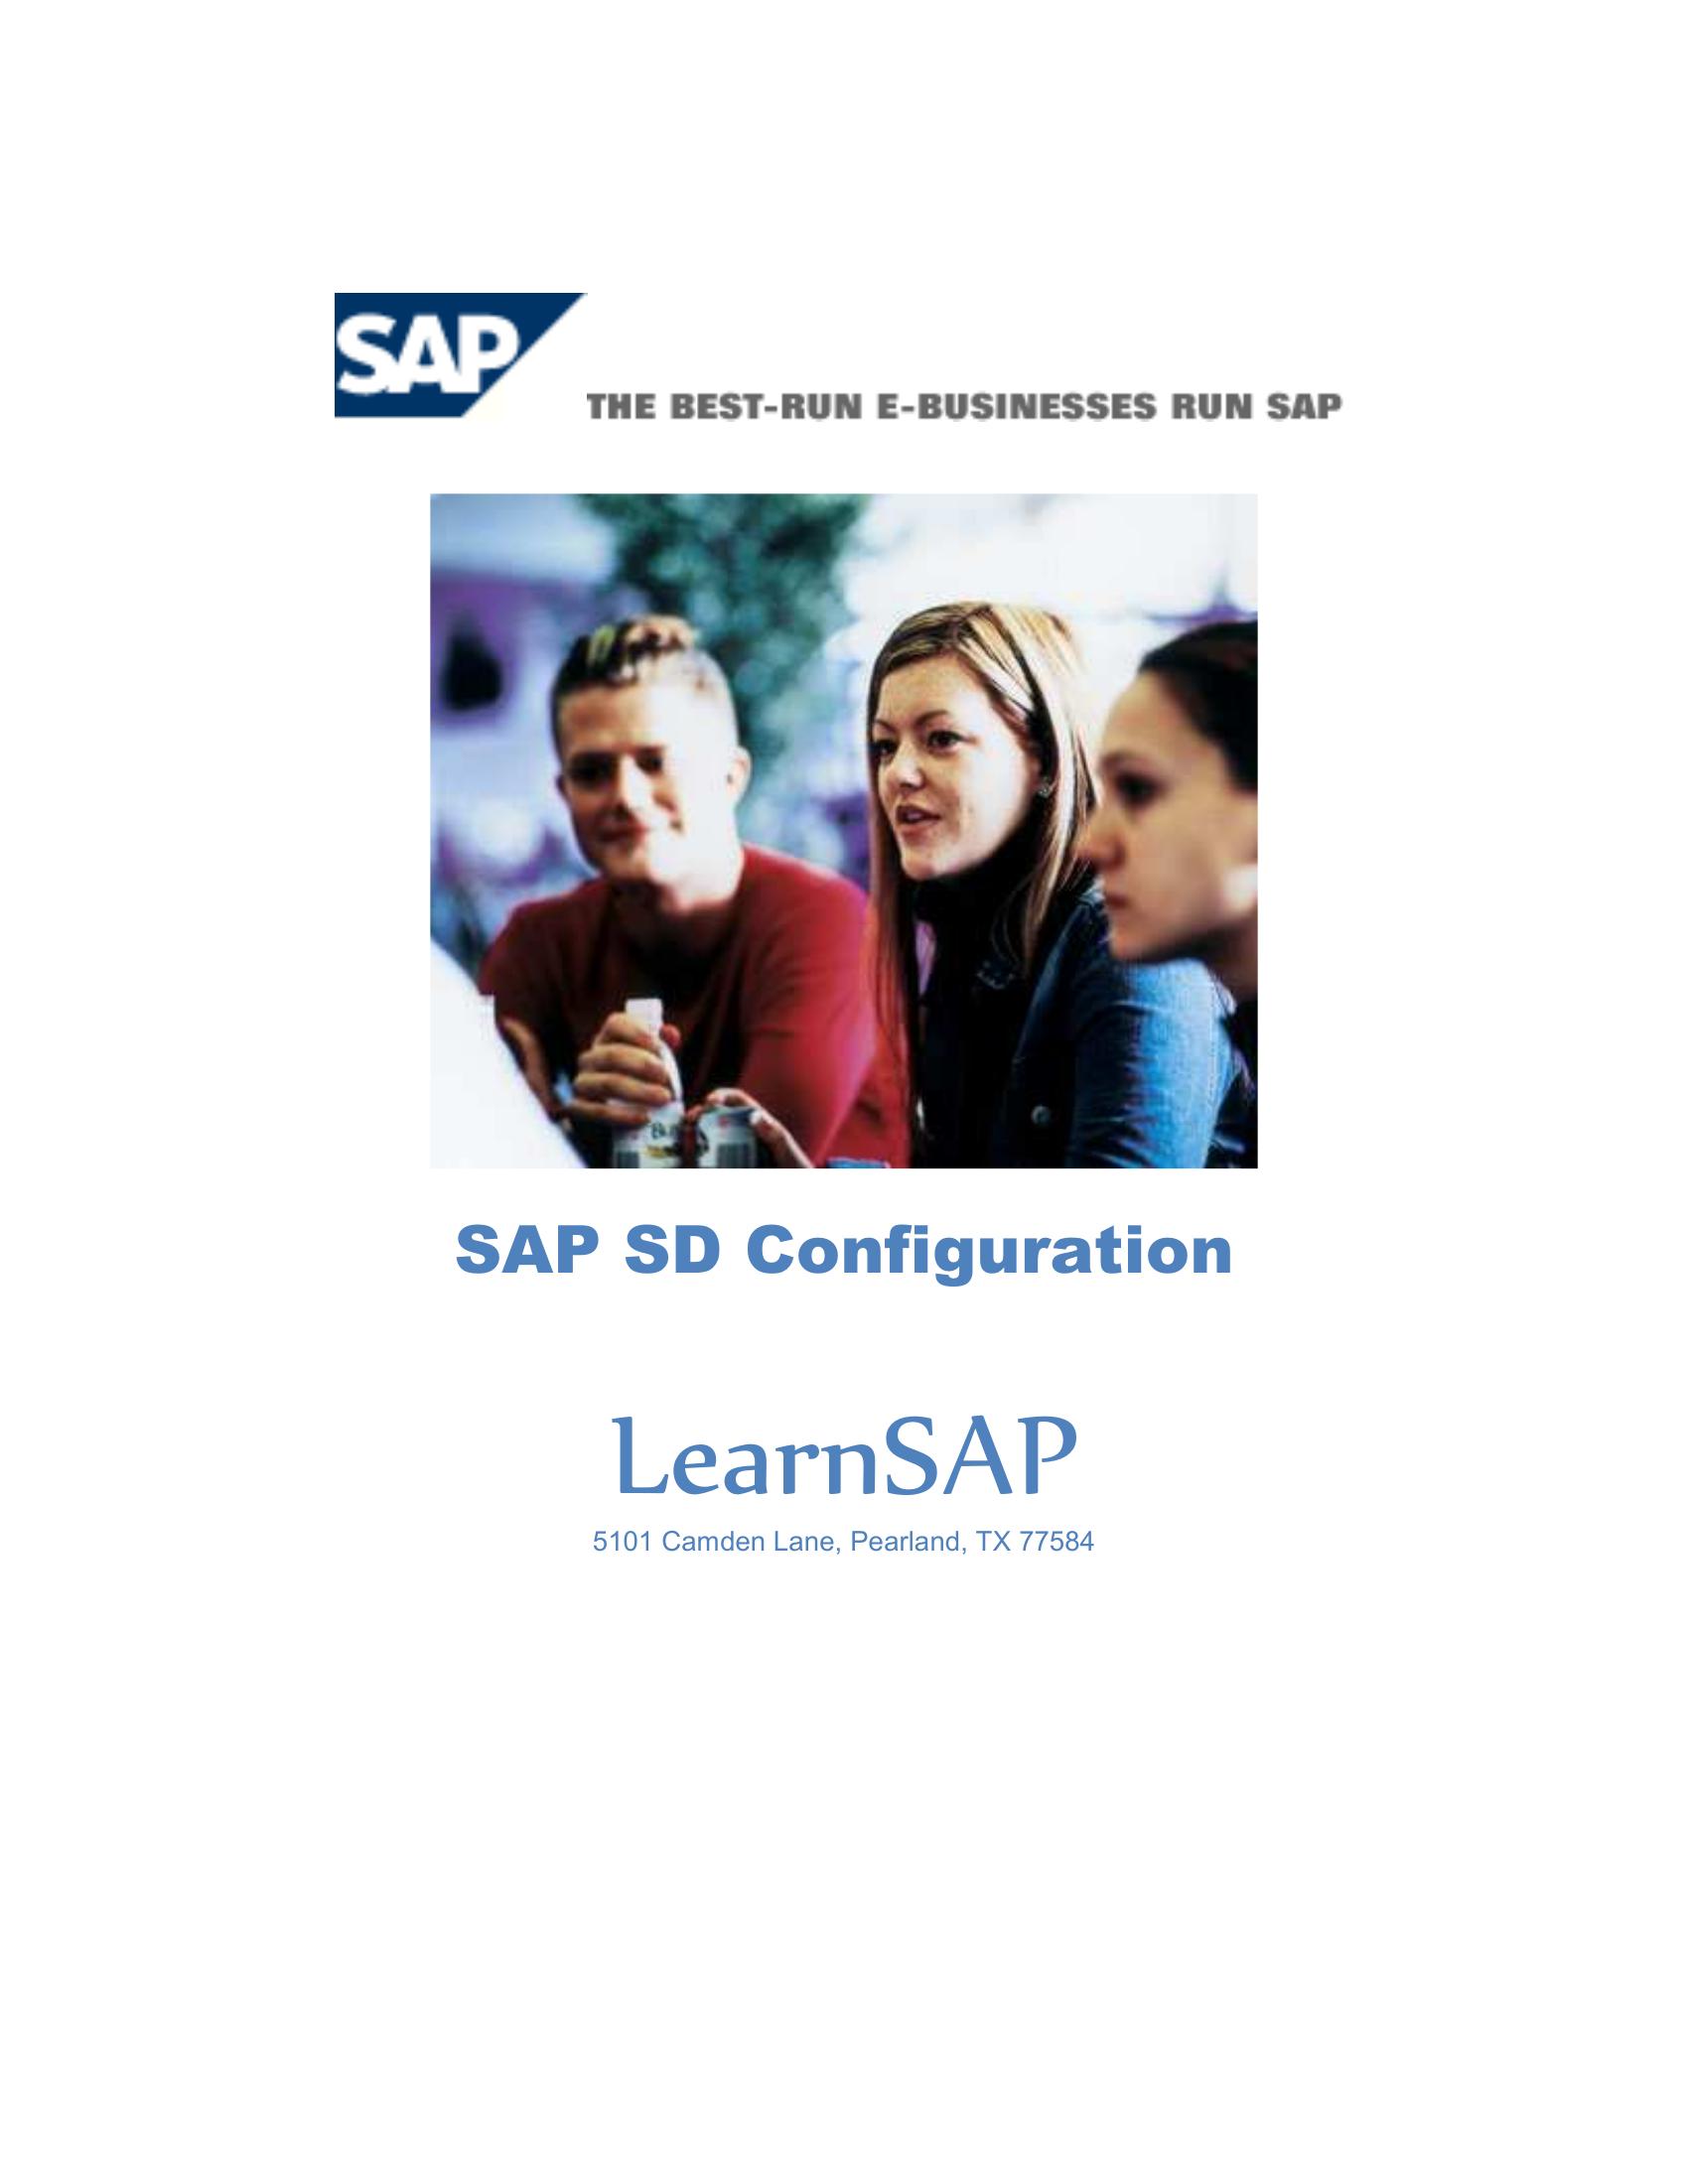 SAP
THE BEST-RUN E-BUSINESSES RUN SAP
SAP SD Configuration
LearnSAP
5101 Camden Lane, Pearland, TX 77584